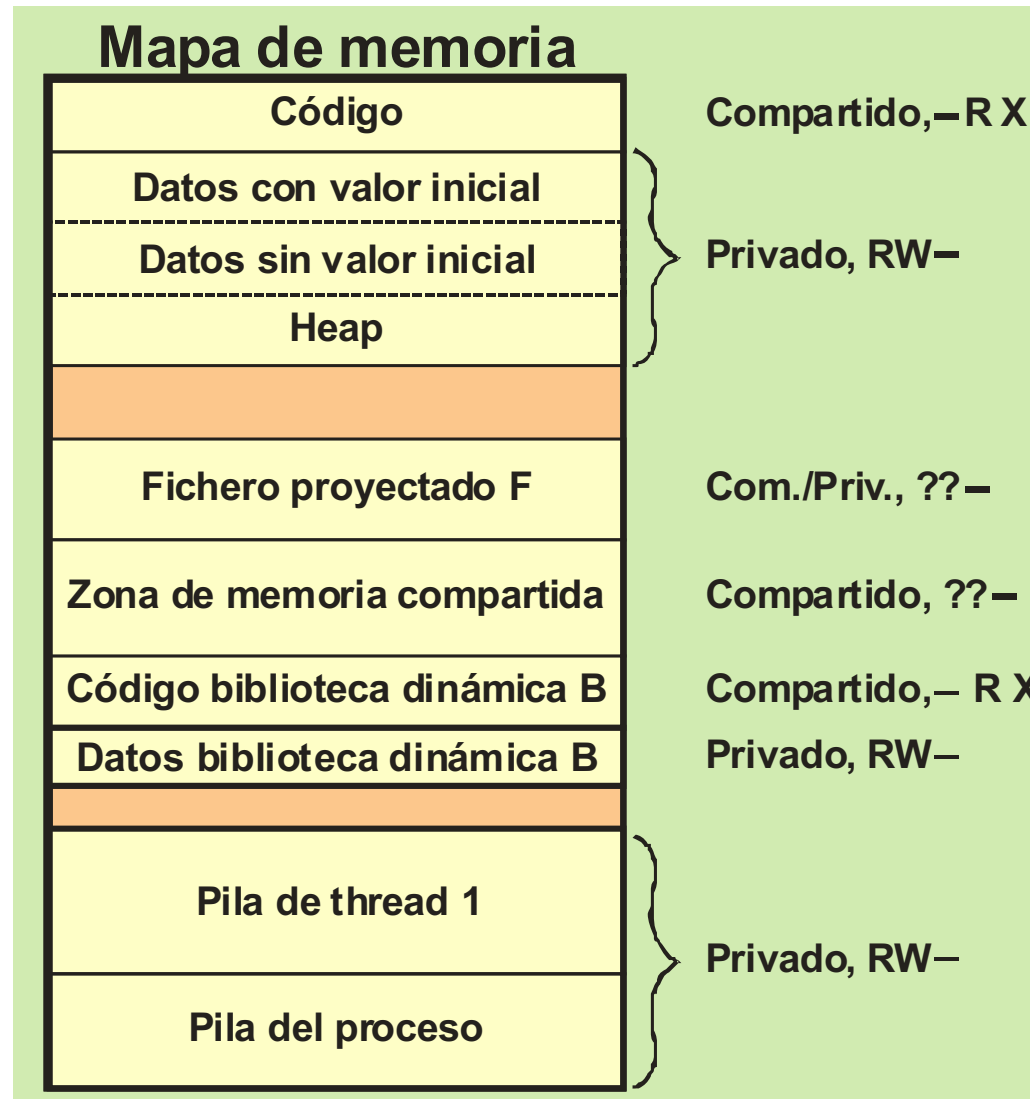 Mapa de memoria
Código
Compartido,– R X
Datos con valor inicial
Datos sin valor inicial
Privado, RW–
Heap
Fichero proyectado F
Com./Priv., ??–
Zona de memoria compartida
Compartido, ??–
Código biblioteca dinámica B
Compartido,– R X
Datos biblioteca dinámica B
Privado, RW–
Pila de thread 1
Privado, RW–
Pila del proceso